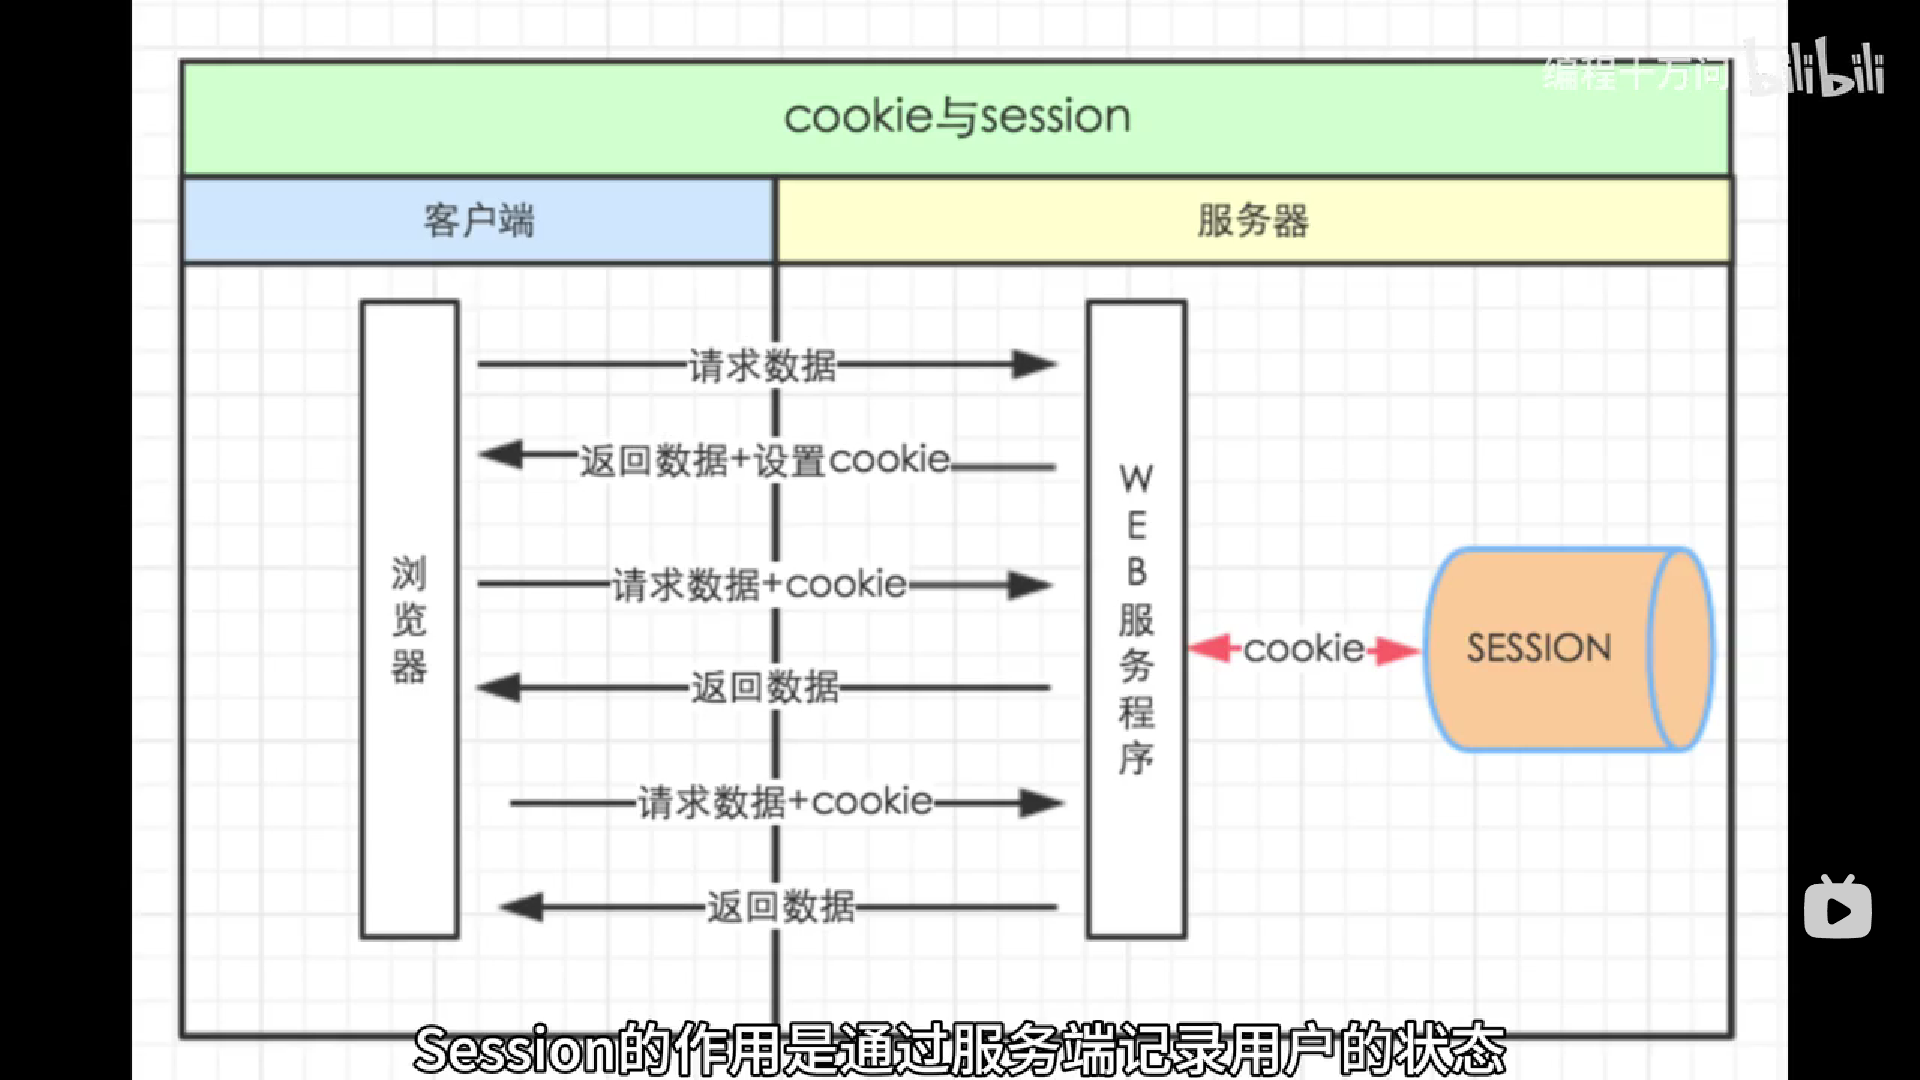 编程十万问 bilibili
cookie与session
客户端
服务器
请求数据
返回数据+设置cookie
请求数据+cookie
返回数据
请求数据+cookie
返回数据
浏览器
WEB服务程序
cookie
SESSION
Session的作用是通过服务端记录用户的状态